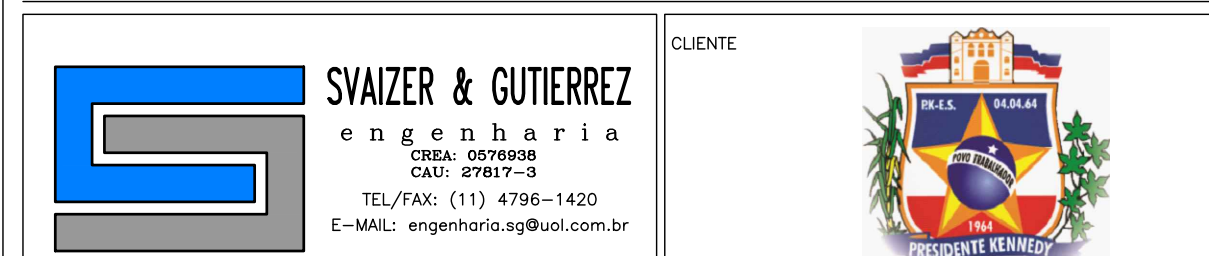 SVAIZER & GUTIERREZ
engenharia
CREA: 0576938
CAU: 27817-3
TEL/FAX: (11) 4796-1420
E-MAIL: engenharia.sg@uol.com.br
CLIENTE
P.K-E.S. 04.04.64
POVO TRABALHADOR
1964
PRESIDENTE KENNEDY